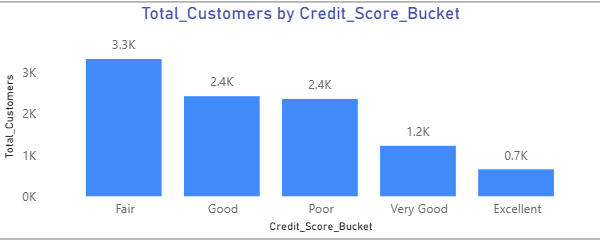 Total_Customers by Credit_Score_Bucket
3.3K
2.4K
2.4K
1.2K
0.7K
3K
2K
1K
0K
Total_Customers
Fair
Good
Poor
Very Good
Excellent
Credit_Score_Bucket